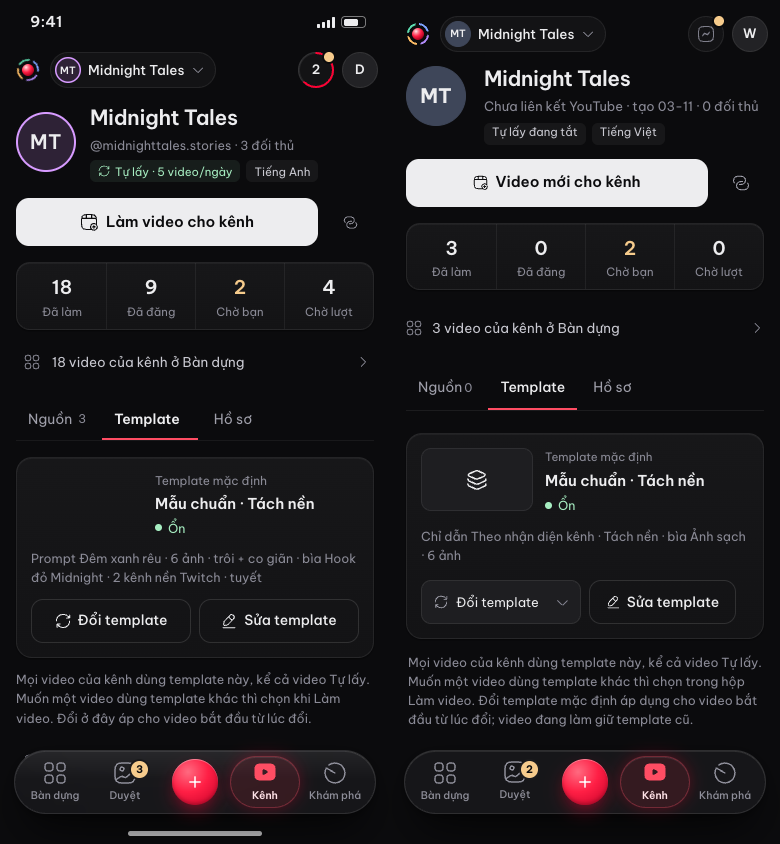 9:41
MT Midnight Tales
2
D
MT
Midnight Tales
@midnighttales.stories · 3 đối thủ
Tự lấy · 5 video/ngày
Tiếng Anh
Làm video cho kênh
18
9
2
4
Đã làm
Đã đăng
Chờ bạn
Chờ lượt
18 video của kênh ở Bàn dựng
Nguồn 3
Template
Hồ sơ
Template mặc định
Mẫu chuẩn · Tách nền
Ổn
Prompt Đêm xanh rêu · 6 ảnh · trôi + co giãn · bìa Hook
đỏ Midnight · 2 kênh nền Twitch · tuyết
Đổi template
Sửa template
Mọi video của kênh dùng template này, kể cả video Tự lấy.
Muốn một video dùng template khác thì chọn khi Làm
video. Đổi ở đây áp cho video bắt đầu từ lúc đổi.
3
Bàn dựng
Duyệt
Kênh
Khám phá
MT Midnight Tales
W
MT
Midnight Tales
Chưa liên kết YouTube · tạo 03-11 · 0 đối thủ
Tự lấy đang tắt
Tiếng Việt
Video mới cho kênh
3
0
2
0
Đã làm
Đã đăng
Chờ bạn
Chờ lượt
3 video của kênh ở Bàn dựng
Nguồn 0
Template
Hồ sơ
Template mặc định
Mẫu chuẩn · Tách nền
Ổn
Chỉ dẫn Theo nhận diện kênh · Tách nền · bìa Ảnh sạch
· 6 ảnh
Đổi template
Sửa template
Mọi video của kênh dùng template này, kể cả video Tự lấy.
Muốn một video dùng template khác thì chọn trong hộp
Làm video. Đổi template mặc định áp dụng cho video bắt
đầu từ lúc đổi; video đang làm giữ template cũ.
2
Bàn dựng
Duyệt
Kênh
Khám phá